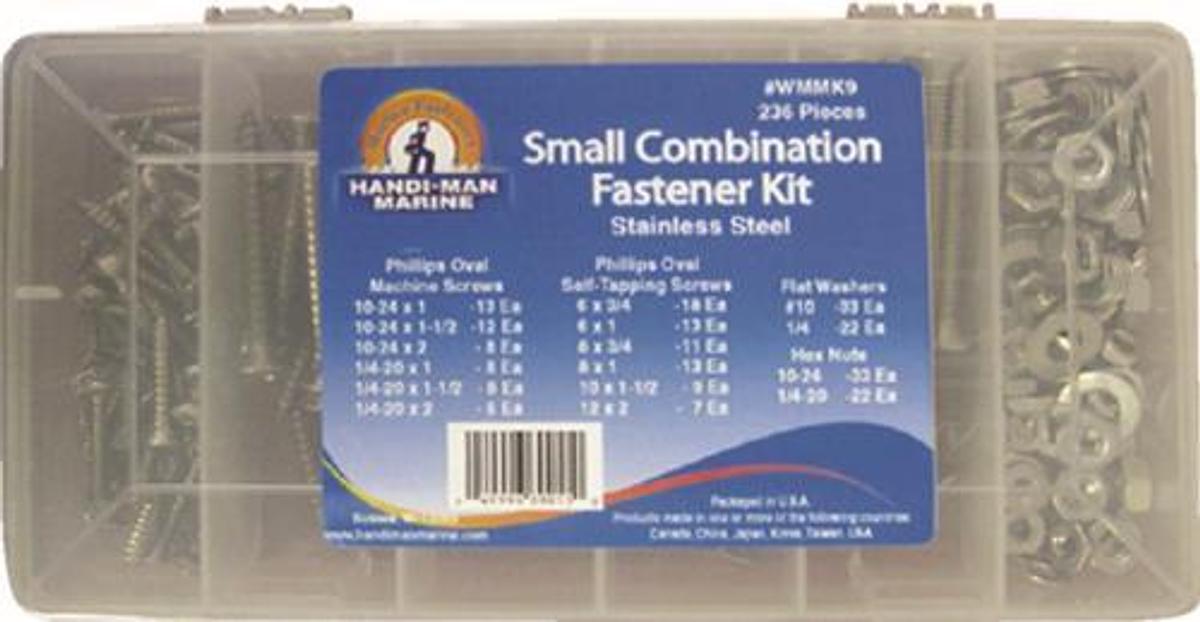 #WMMK9
236 Pieces
Small Combination
Fastener Kit
Stainless Steel
HANDI-MAN
MARINE
Phillips Oval
Machine Screws
10-24 x 1 -13 Ea
10-24 x 1-1/2 -12 Ea
10-24 x 2 - 8 Ea
1/4-20 x 1 - 8 Ea
1/4-20 x 1-1/2
1/4-20 x 2
Phillips Oval
Self-Tapping Screws
6 x 3/4 -18 Ea
6 x 1 -13 Ea
8 x 3/4 -11 Ea
8 x 1 -13 Ea
10 x 1-1/2 - 9 Ea
12 x 2 - 7 Ea
Flat Washers
#10 -33 Ea
1/4 -22 Ea
Hex Nuts
10-24 -33 Ea
1/4-20 -22 Ea
www.handimanmarine.com
Packaged in U.S.A.
Products made in one or more of the following countries
Canada, China, Japan, Korea, Taiwan, USA